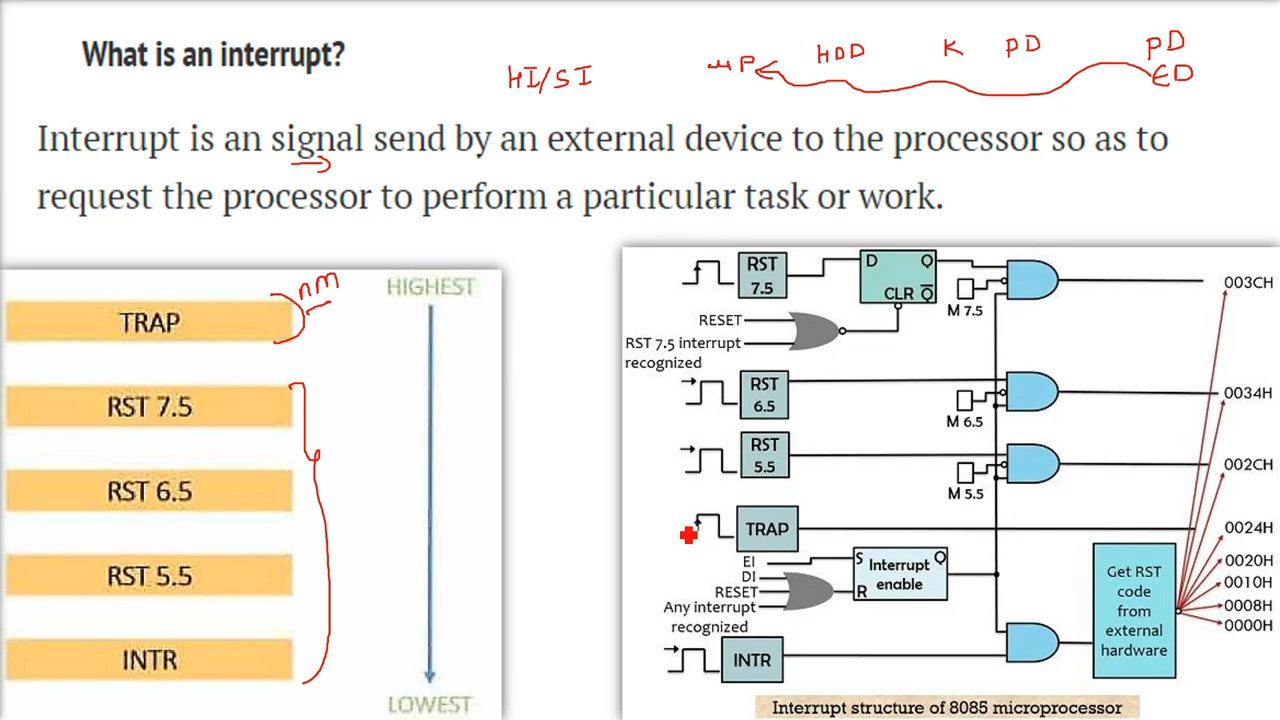 What is an interrupt?
HI/SI
μP HDD K PD PD
ED
Interrupt is an signal send by an external device to the processor so as to
request the processor to perform a particular task or work.
nm
HIGHEST
TRAP
RST 7.5
RST 6.5
RST 5.5
INTR
LOWEST
RST
7.5
D Q
CLR Q̅
M 7.5
003CH
RESET
RST 7.5 interrupt
recognized
RST
6.5
M 6.5
0034H
RST
5.5
M 5.5
002CH
TRAP
0024H
EI
DI
RESET
Any interrupt
recognized
S Q
Interrupt
enable
R
Get RST
code
from
external
hardware
0020H
0010H
0008H
0000H
INTR
Interrupt structure of 8085 microprocessor